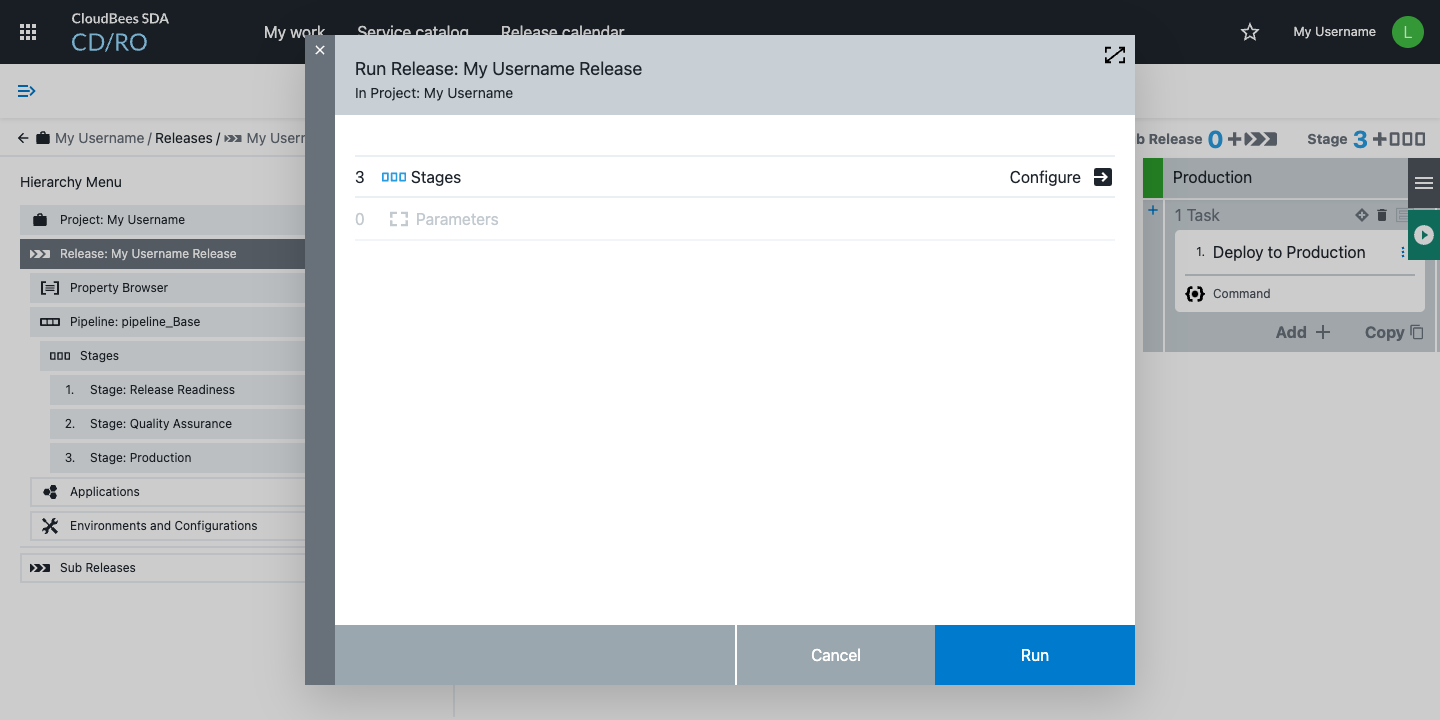 CloudBees SDA
CD/RO
My work
Service catalog
Release calendar
My Username
L
Run Release: My Username Release
In Project: My Username
My Username / Releases /
Release 0
Stage 3
Hierarchy Menu
Project: My Username
Release: My Username Release
Property Browser
Pipeline: pipeline_Base
Stages
1. Stage: Release Readiness
2. Stage: Quality Assurance
3. Stage: Production
Applications
Environments and Configurations
Sub Releases
3 Stages
Configure
0 Parameters
Cancel
Run
Production
1 Task
1. Deploy to Production
Command
Add
Copy